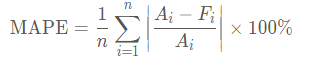 MAPE = \frac{1}{n} \sum_{i=1}^{n} \left| \frac{A_i - F_i}{A_i} \right| \times 100\%